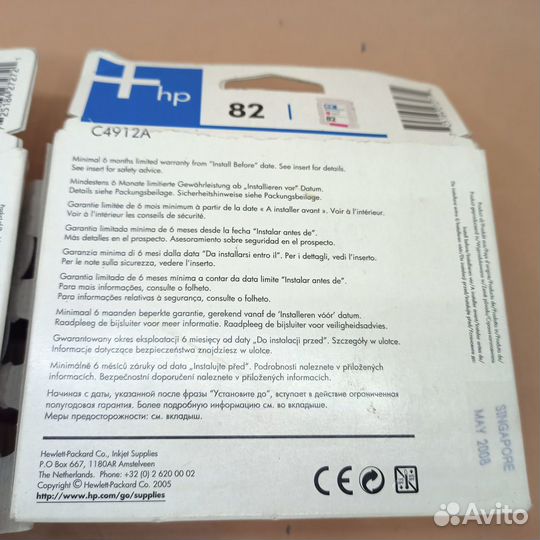 hp
82
C4912A
Minimal 6 months limited warranty from "Install Before" date. See insert for details.
See insert for safety advice.
Mindestens 6 Monate limitierte Gewährleistung ab „Installieren vor" Datum.
Details siehe Packungsbeilage. Sicherheitshinweise siehe Packungsbeilage.
Garantie limitée de 6 mois minimum à partir de la date « A installer avant ». Voir à l'intérieur.
Voir à l'intérieur les conseils de sécurité.
Garantía limitada mínima de 6 meses desde la fecha "Instalar antes de".
Más detalles en el prospecto. Asesoramiento sobre seguridad en el prospecto.
Garanzia minima di 6 mesi dalla data "Da installarsi entro il". Per i dettagli, vedi l'inserto.
Per le note sulla sicurezza, vedere l'inserto.
Garantia limitada de 6 meses mínima a contar da data limite "Instalar antes de".
Para mais informações, consulte o folheto.
Para informações relativas à segurança, consulte o folheto.
Minimaal 6 maanden beperkte garantie, gerekend vanaf de 'Installeren vóór' datum.
Raadpleeg de bijsluiter voor meer informatie. Raadpleeg de bijsluiter voor veiligheidsadvies.
Gwarantowany okres eksploatacji 6 miesięcy od daty „Do instalacji przed". Szczegóły w ulotce.
Informacje dotyczące bezpieczeństwa znajdziesz w ulotce.
Minimálně 6 měsíců záruky od data „Instalujte před". Podrobnosti naleznete v přiložených
informacích. Bezpečnostní doporučení naleznete v přiložených informacích.
Начиная с даты, указанной после фразы "Установите до", вступает в действие ограниченная
полугодовая гарантия. Более подробную информацию см. во вкладыше.
Меры предосторожности: см. вкладыш.
Hewlett-Packard Co., Inkjet Supplies
P.O Box 667, 1180AR Amstelveen
The Netherlands. Phone: +32 (0) 2 620 00 02
Copyright © Hewlett-Packard Co. 2005
http://www.hp.com/go/supplies
CE
SINGAPORE
MAY 2008
Avito